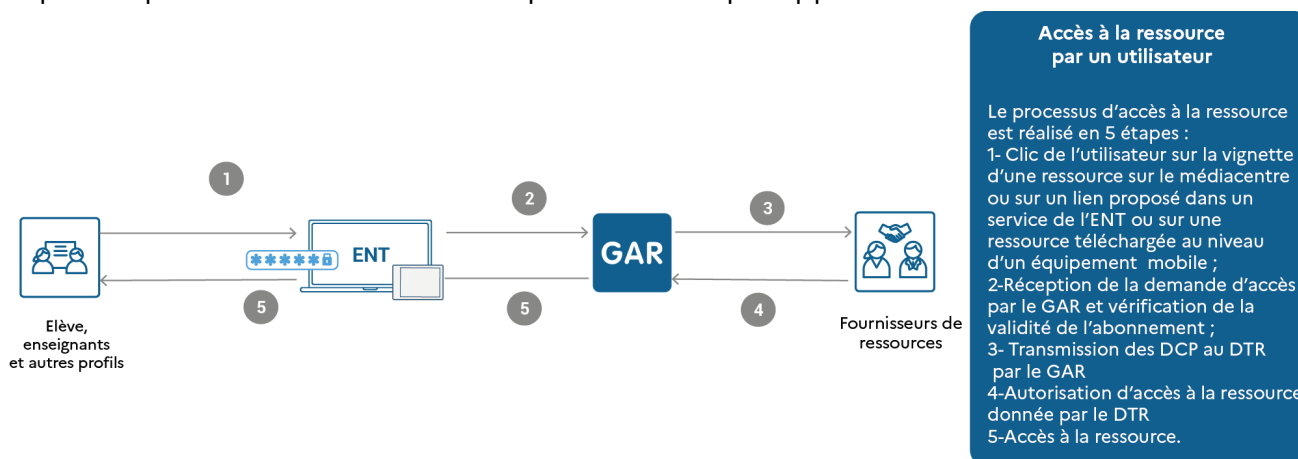 Accès à la ressource
par un utilisateur
Le processus d’accès à la ressource
est réalisé en 5 étapes :
1- Clic de l’utilisateur sur la vignette
d’une ressource sur le médiacentre
ou sur un lien proposé dans un
service de l’ENT ou sur une
ressource téléchargée au niveau
d’un équipement mobile ;
2-Réception de la demande d’accès
par le GAR et vérification de la
validité de l’abonnement ;
3- Transmission des DCP au DTR
par le GAR
4-Autorisation d’accès à la ressource
donnée par le DTR
5-Accès à la ressource.
1
2
3
*****
ENT
GAR
5
5
4
Elève,
enseignants
et autres profils
Fournisseurs de
ressources